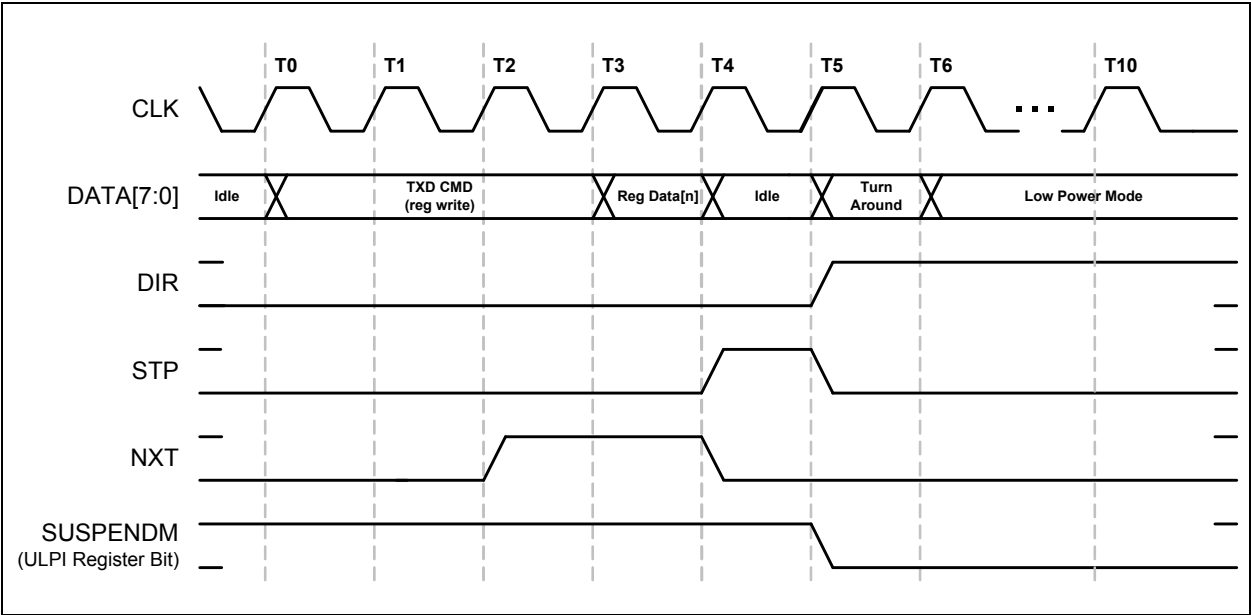 T0 T1 T2 T3 T4 T5 T6 T10
CLK
...
DATA[7:0]
Idle
TXD CMD
(reg write)
Reg Data[n]
Idle
Turn
Around
Low Power Mode
DIR
STP
NXT
SUSPENDM
(ULPI Register Bit)